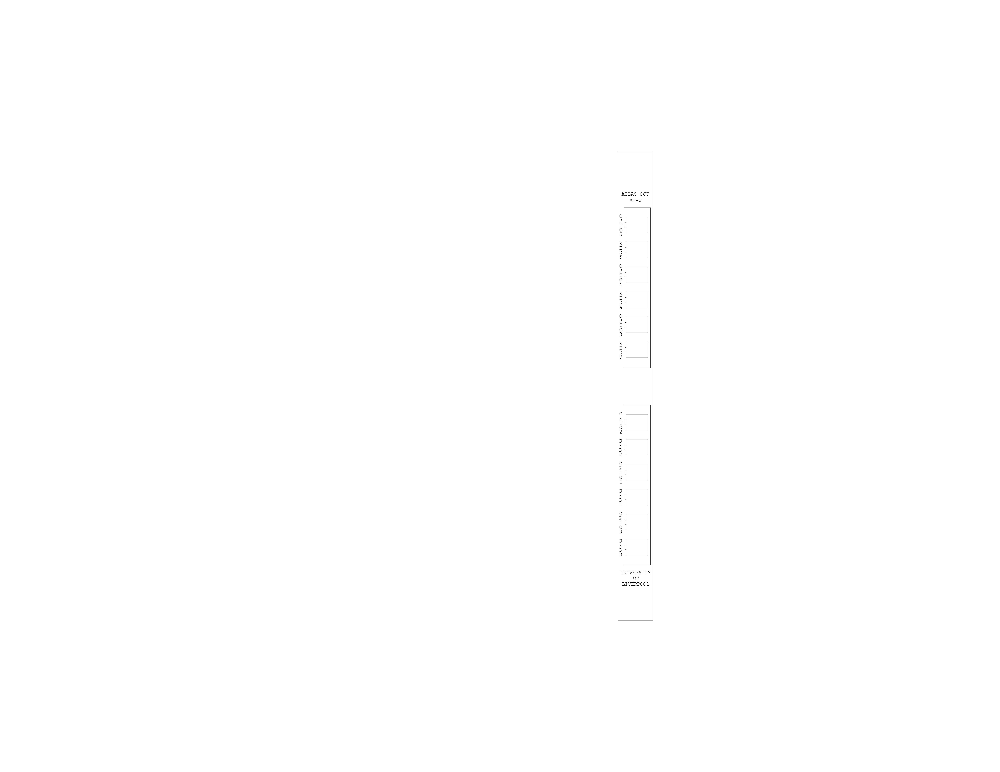 ATLAS SCT
AERO
OPTO5
RED5
OPTO4
RED4
OPTO3
RED3
OPTO2
RED2
OPTO1
RED1
OPTO0
RED0
UNIVERSITY
OF
LIVERPOOL